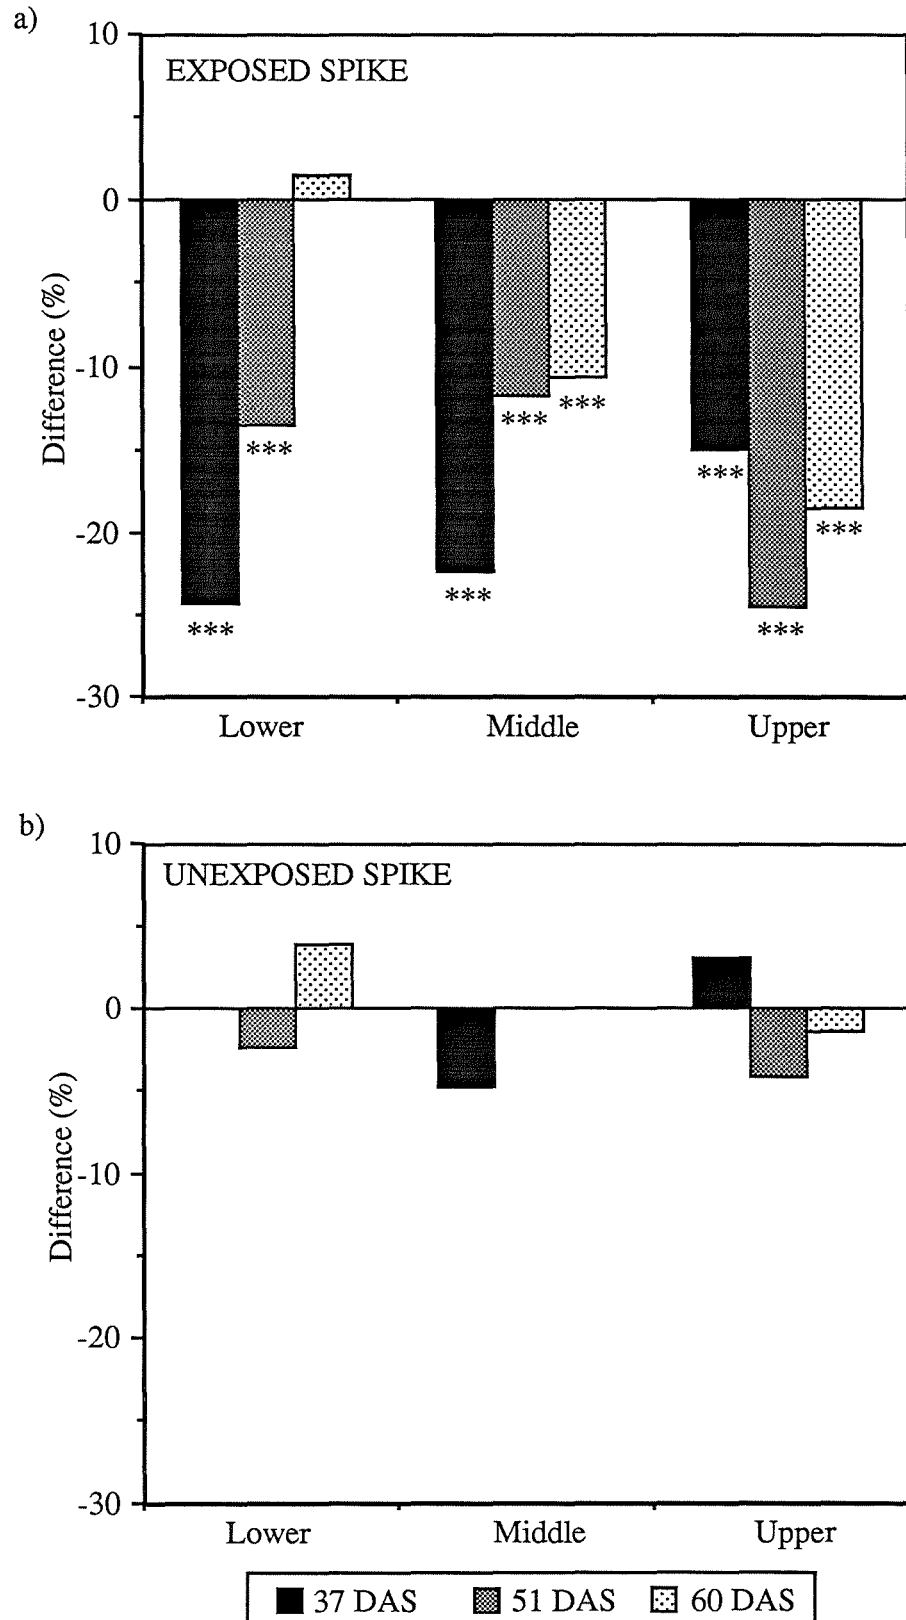 a)
10
EXPOSED SPIKE
0
Difference (%)
-10
***
***
***
***
-20
***
***
***
***
-30
Lower Middle Upper
b)
10
UNEXPOSED SPIKE
0
Difference (%)
-10
-20
-30
Lower Middle Upper
37 DAS 51 DAS 60 DAS